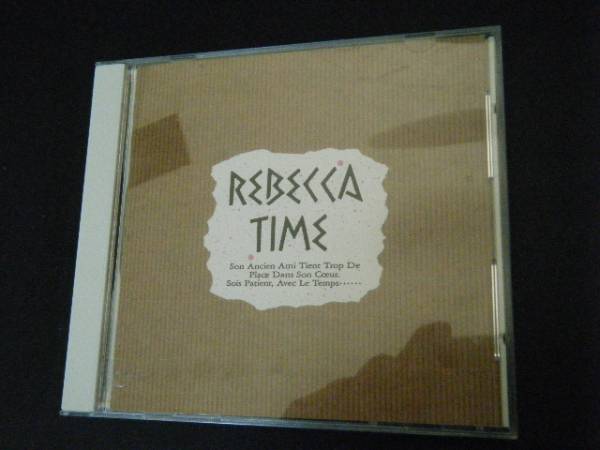 REBECCA
TIME
Son Ancien Ami Tient Trop De
Place Dans Son Cœur.
Sois Patient, Avec Le Temps······